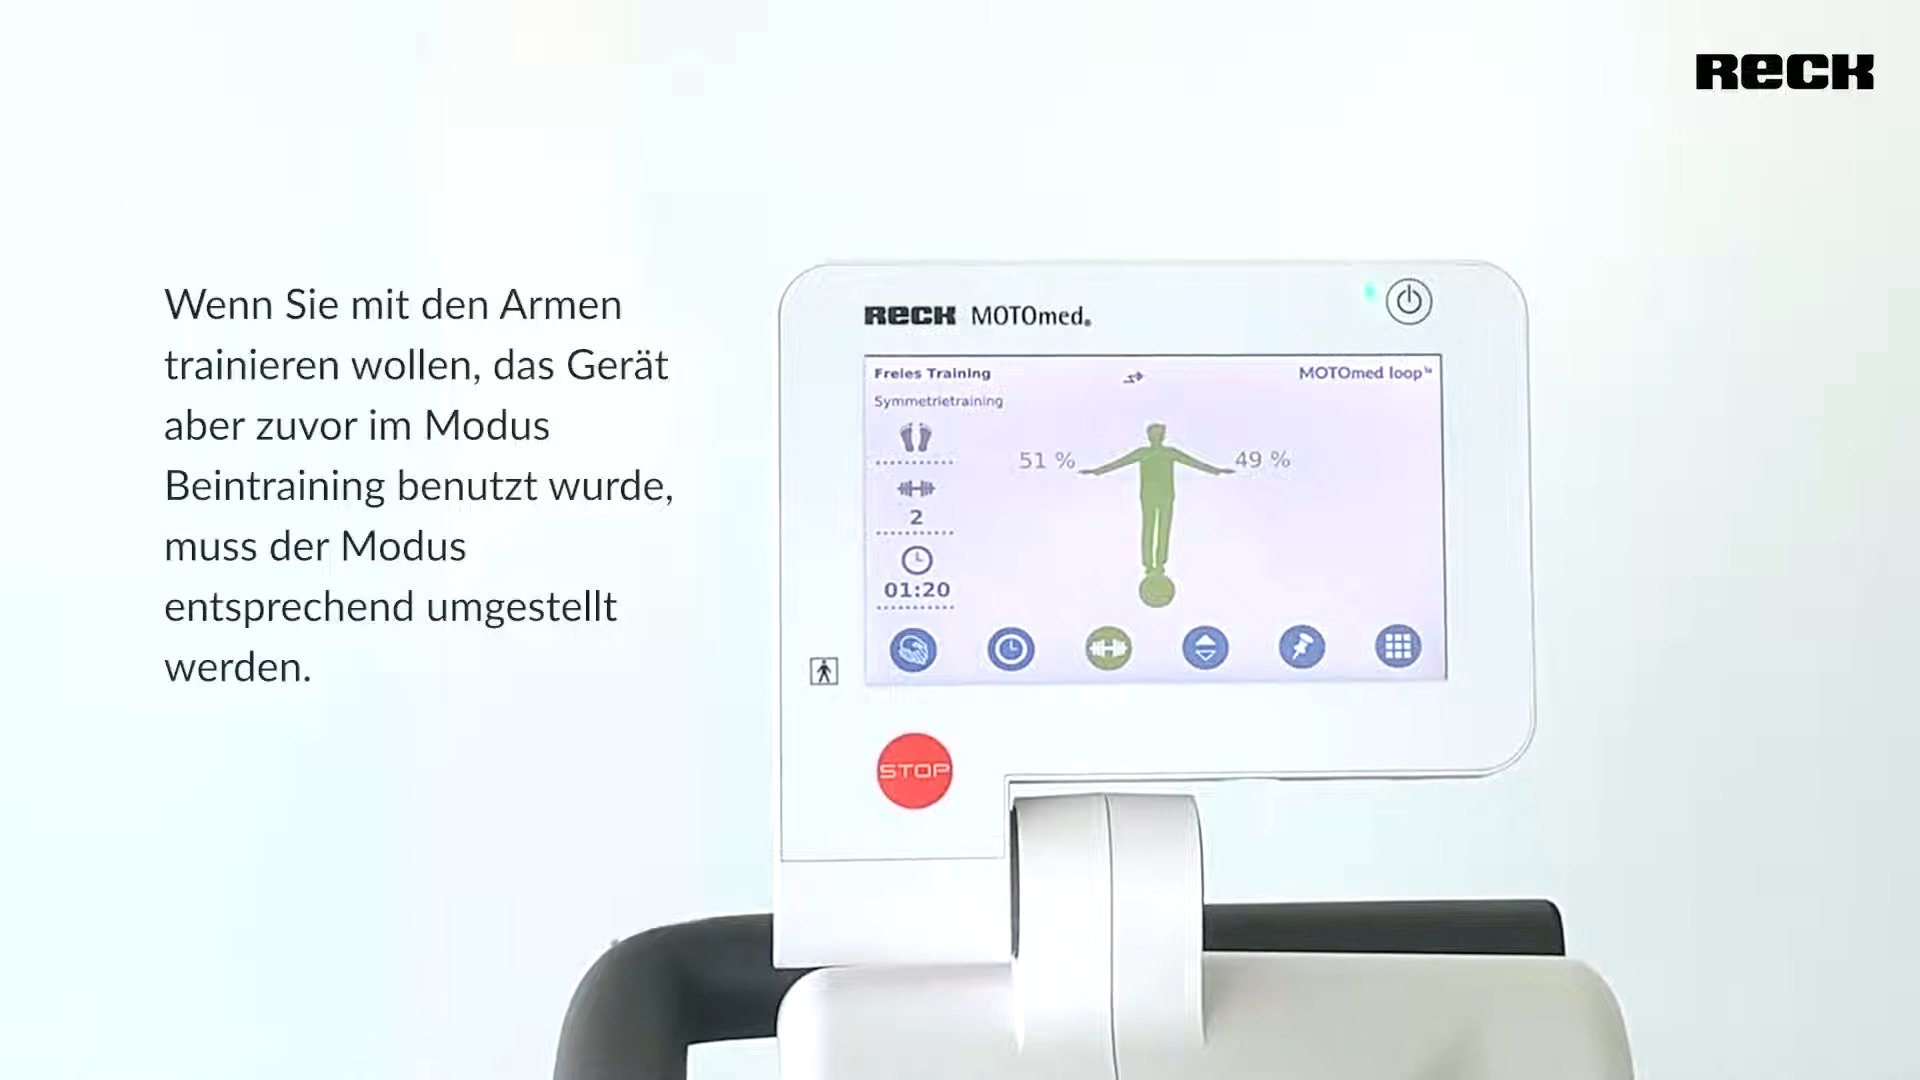 RECK
Wenn Sie mit den Armen
trainieren wollen, das Gerät
aber zuvor im Modus
Beintraining benutzt wurde,
muss der Modus
entsprechend umgestellt
werden.
RECK MOTOmed®
Freies Training
MOTOmed loop
Symmetrietraining
51 %
49 %
2
01:20
STOP